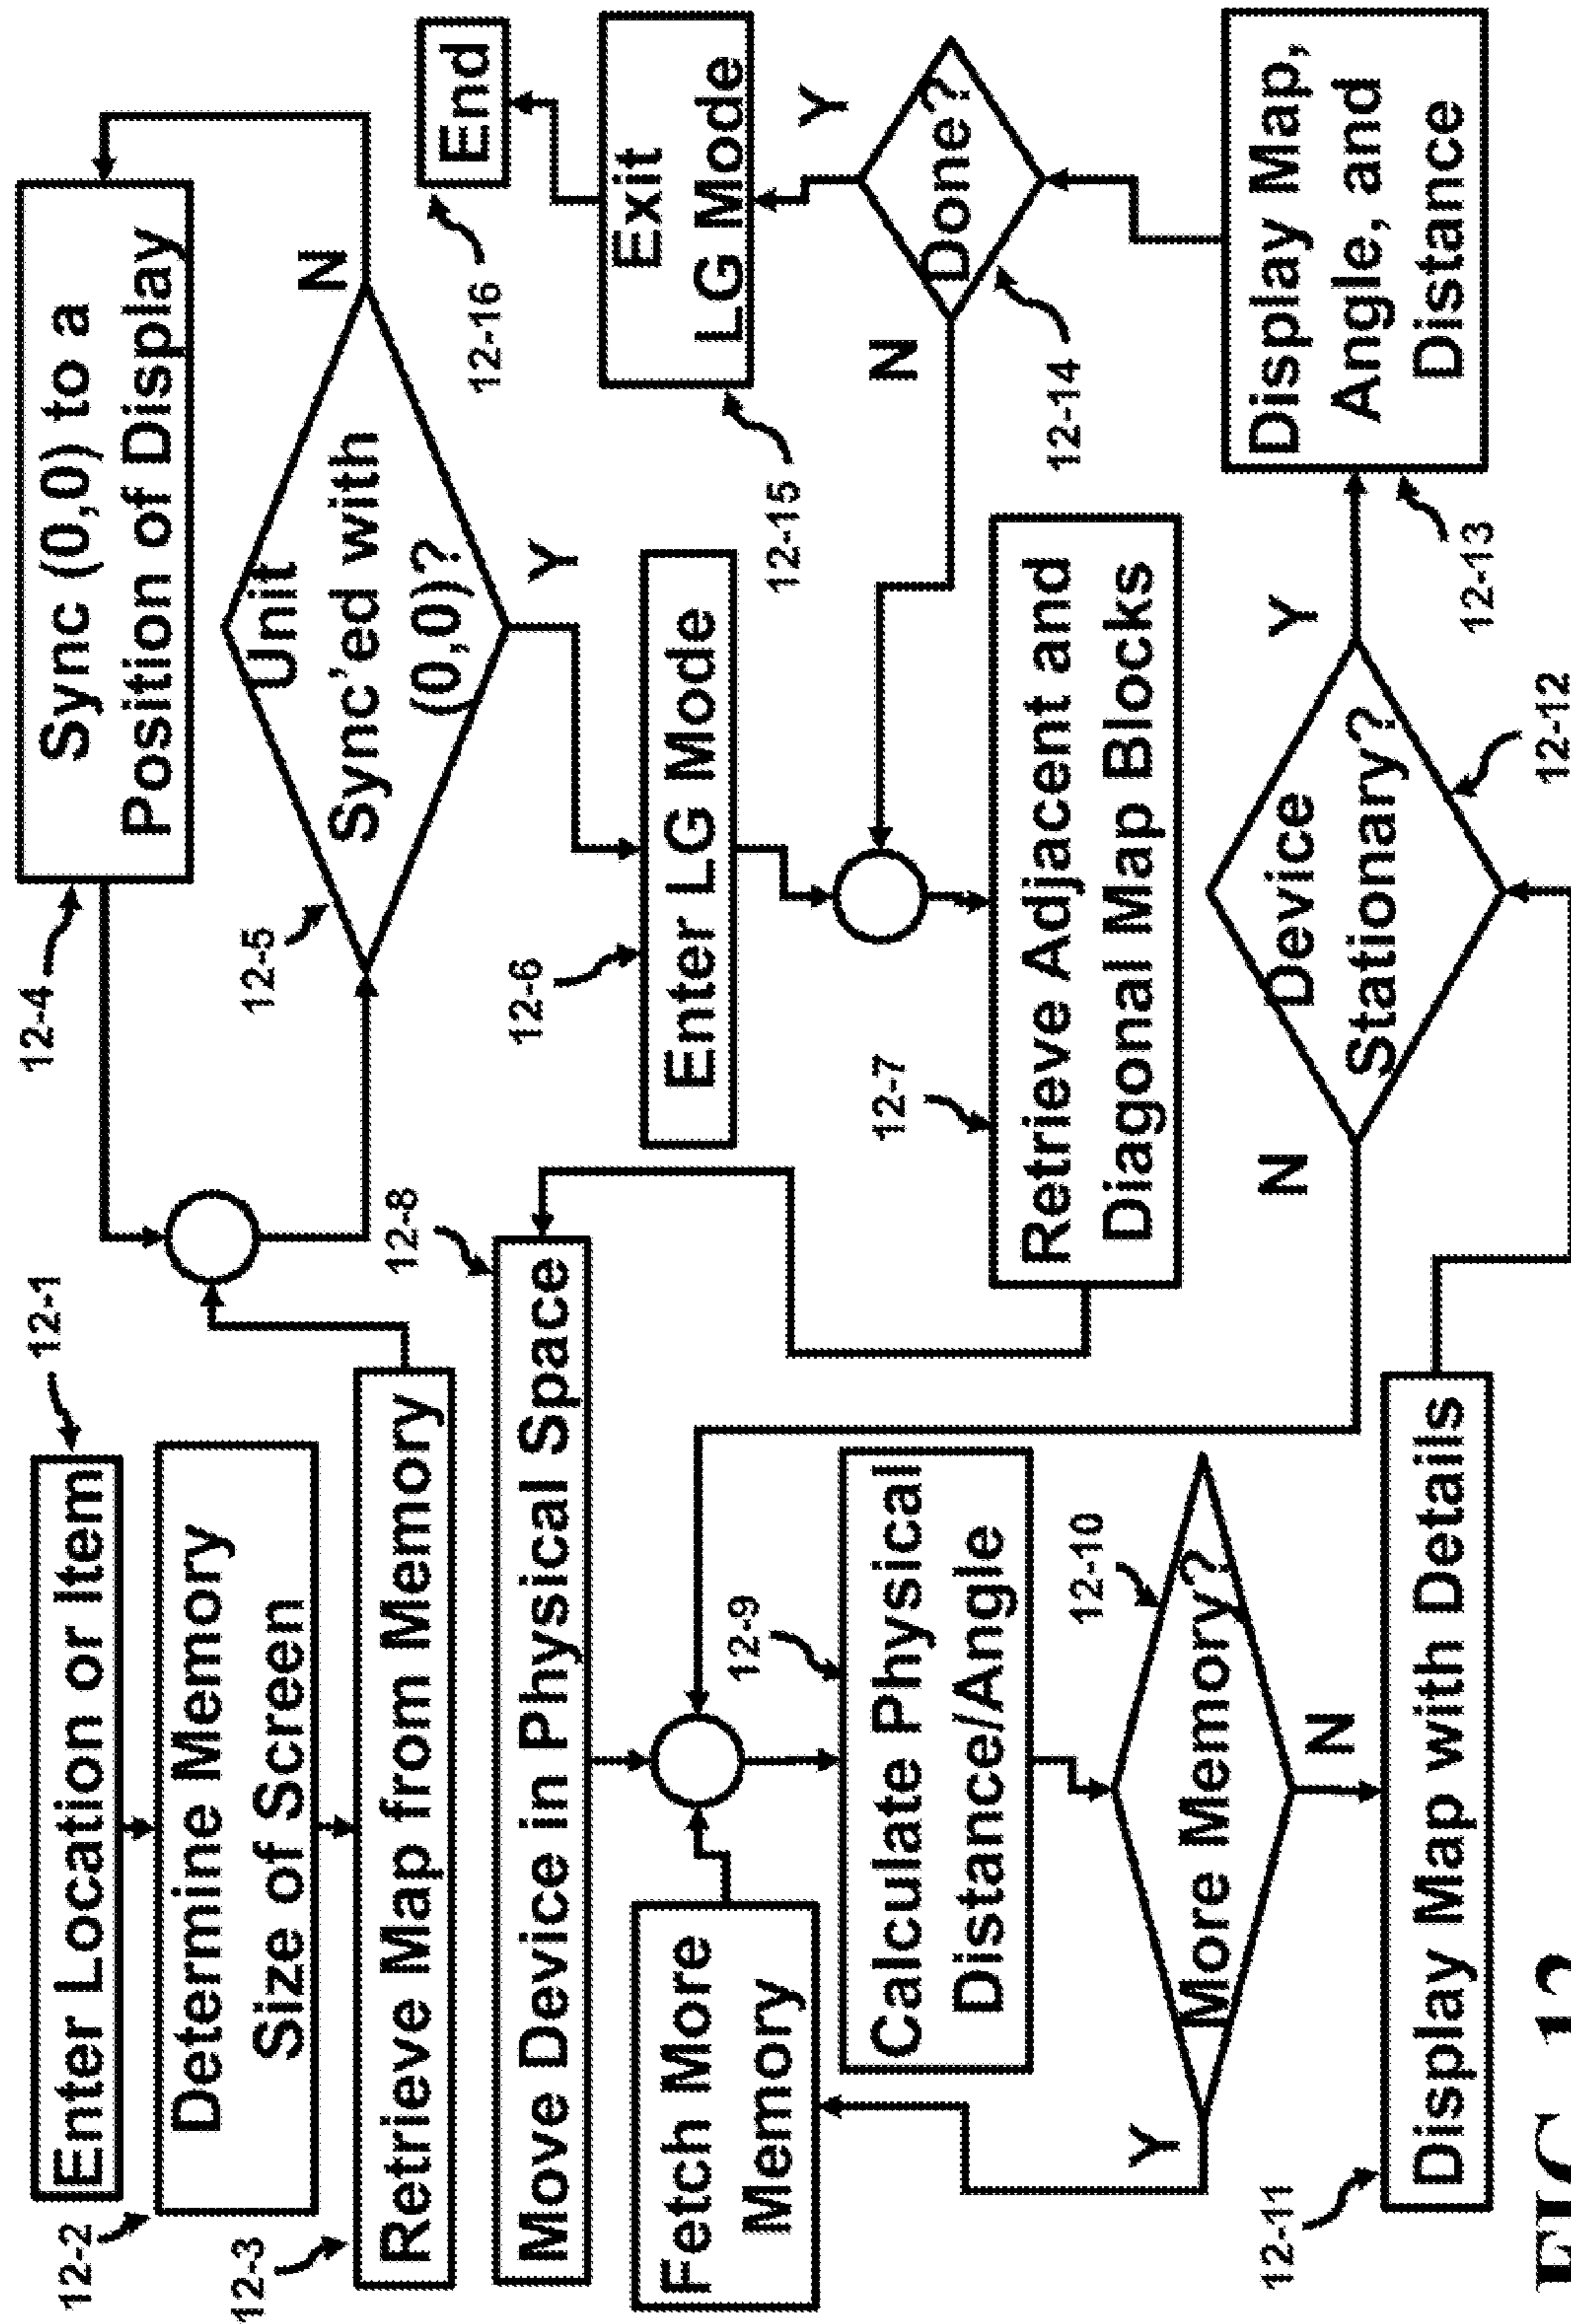 12-1
Enter Location or Item
12-2
Determine Memory
Size of Screen
12-3
Retrieve Map from Memory
12-4
Sync (0,0) to a
Position of Display
12-5
Unit
Sync'ed with
(0,0)?
N
Y
12-6
Enter LG Mode
12-7
Retrieve Adjacent and
Diagonal Map Blocks
12-8
Move Device in Physical Space
Fetch More
Memory
12-9
Calculate Physical
Distance/Angle
12-10
More Memory?
Y
N
12-11
Display Map with Details
12-12
Device
Stationary?
N
Y
12-13
Display Map,
Angle, and
Distance
12-14
Done?
N
Y
12-15
Exit
LG Mode
12-16
End
FIG. 12